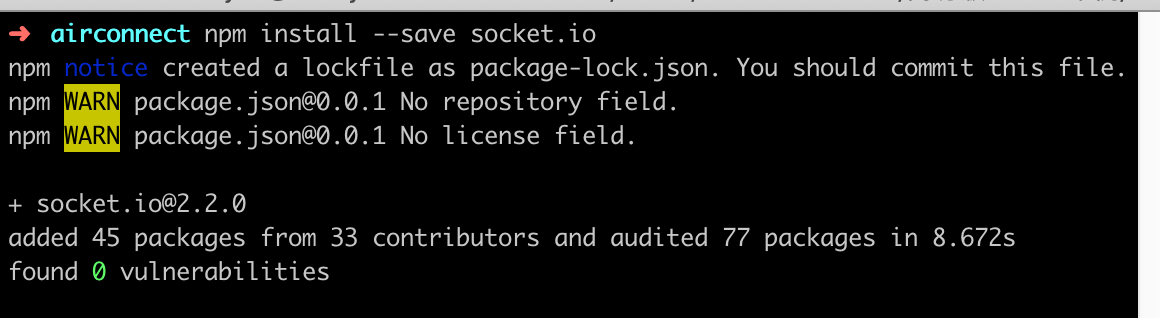 ➜ airconnect npm install --save socket.io
npm notice created a lockfile as package-lock.json. You should commit this file.
npm WARN package.json@0.0.1 No repository field.
npm WARN package.json@0.0.1 No license field.
+ socket.io@2.2.0
added 45 packages from 33 contributors and audited 77 packages in 8.672s
found 0 vulnerabilities